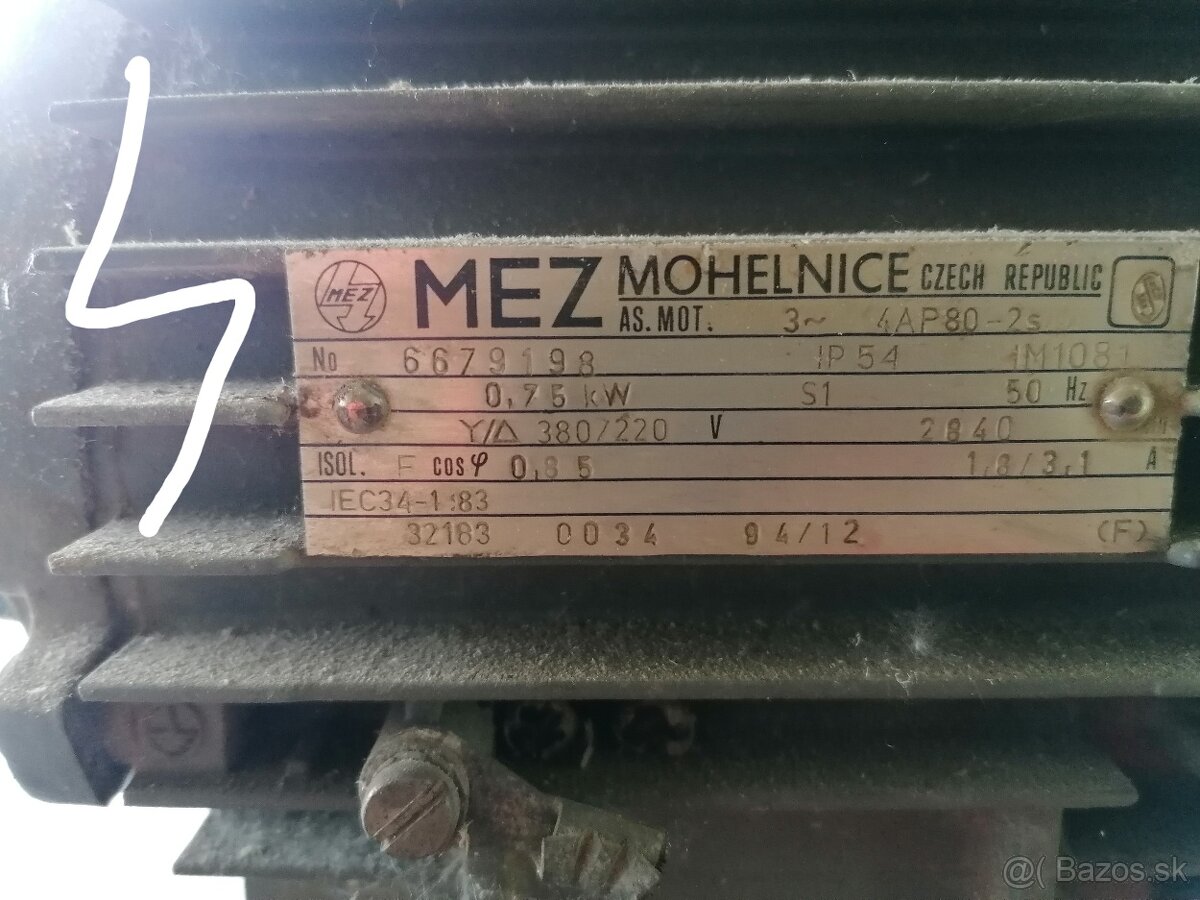 MEZ MEZ MOHELNICE CZECH REPUBLIC
AS. MOT. 3~ 4AP80-2s
No 6679198 IP 54 IM1081
0,75 kW S1 50 Hz
Y/Δ 380/220 V 2840
ISOL. F cos φ 0,85 1,8/3,1 A
IEC34-1:83
32183 0034 94/12 (F)
@( Bazos.sk